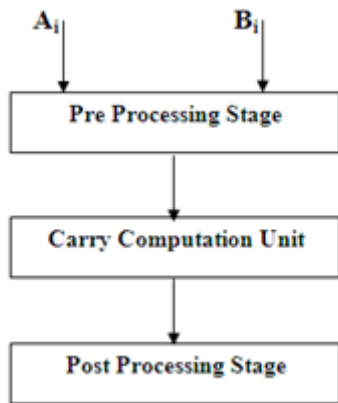 Ai Bi
Pre Processing Stage
Carry Computation Unit
Post Processing Stage